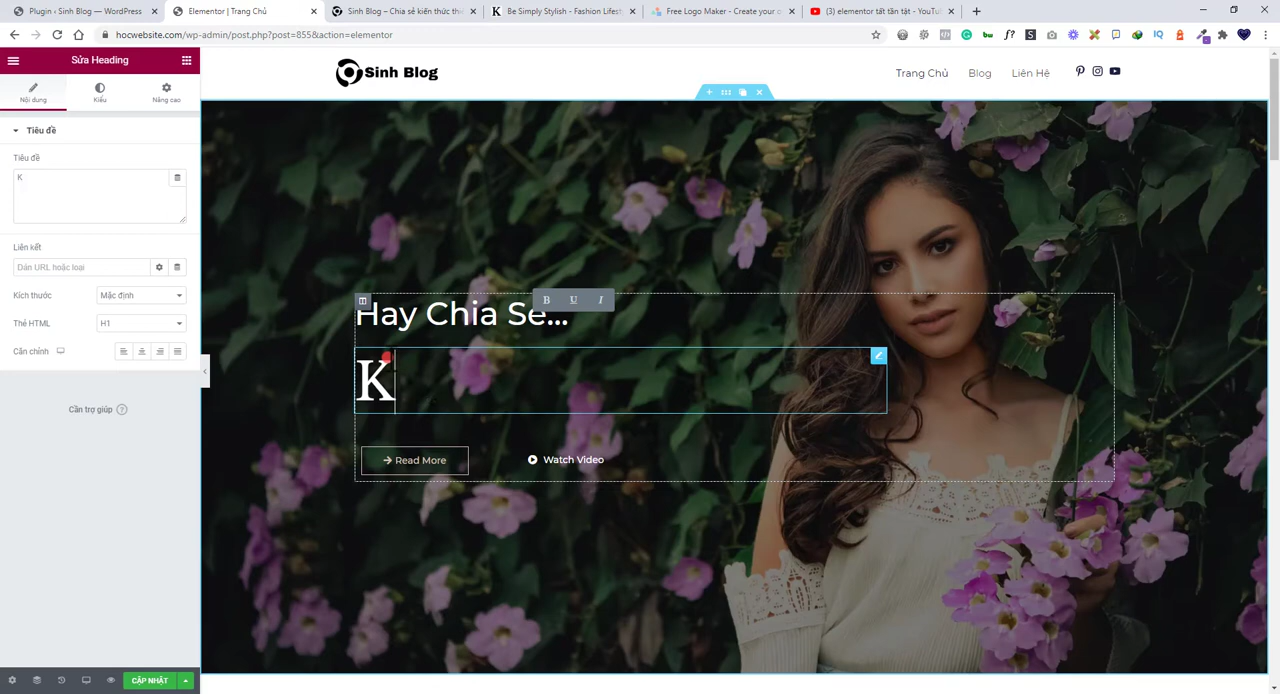 Plugin ‹ Sinh Blog — WordPress
Elementor | Trang Chủ
Sinh Blog – Chia sẻ kiến thức thiế
Be Simply Stylish - Fashion Lifesty
Free Logo Maker - Create your o
(3) elementor tất tần tật - YouTu
hocwebsite.com/wp-admin/post.php?post=855&action=elementor
Sửa Heading
Nội dung
Kiểu
Nâng cao
Tiêu đề
Tiêu đề
K
Liên kết
Dán URL hoặc loại
Kích thước
Mặc định
Thẻ HTML
H1
Căn chỉnh
Cần trợ giúp
CẬP NHẬT
Sinh Blog
Trang Chủ
Blog
Liên Hệ
B U I
Hay Chia Sẻ...
K
Read More
Watch Video